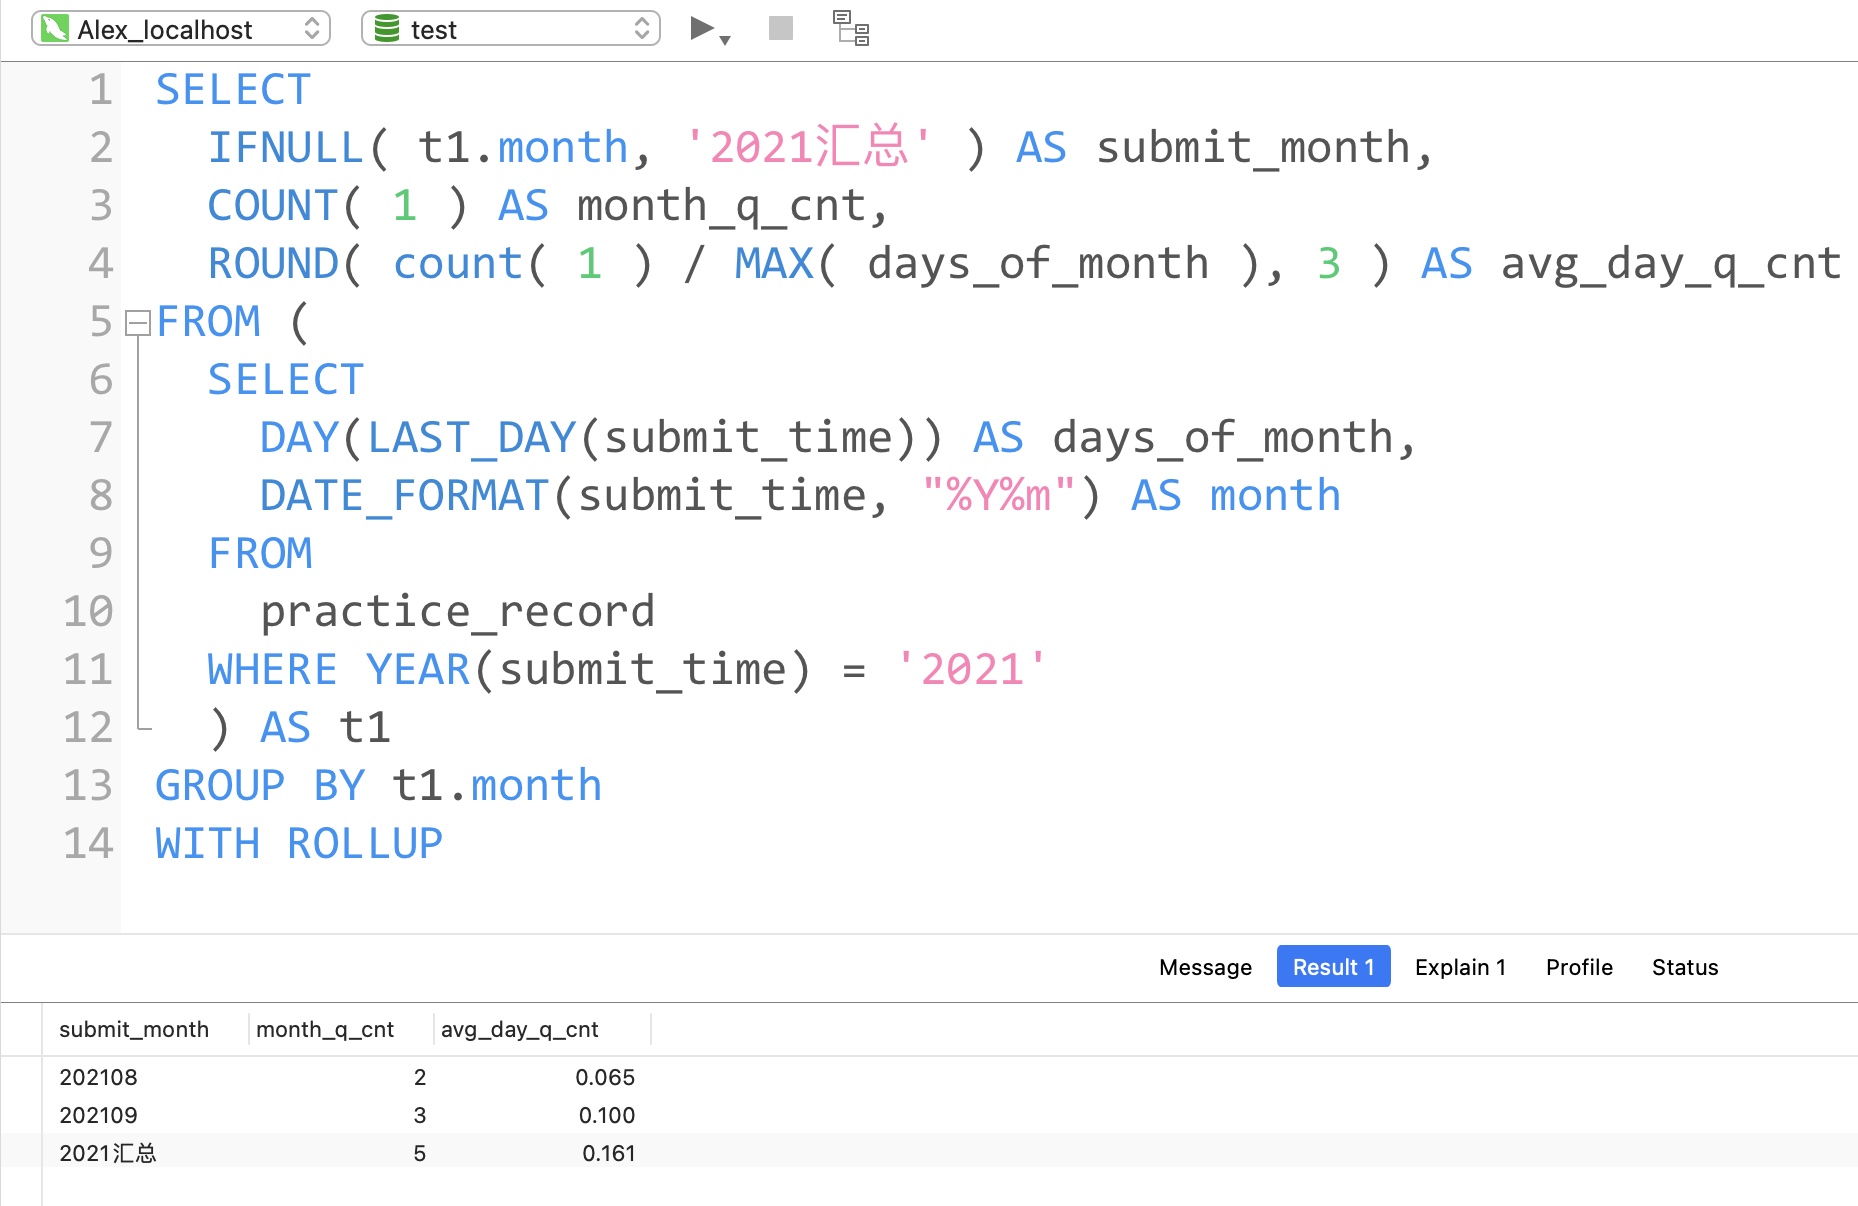 Alex_localhost test
1 SELECT
2 IFNULL( t1.month, '2021汇总' ) AS submit_month,
3 COUNT( 1 ) AS month_q_cnt,
4 ROUND( count( 1 ) / MAX( days_of_month ), 3 ) AS avg_day_q_cnt
5 FROM (
6 SELECT
7 DAY(LAST_DAY(submit_time)) AS days_of_month,
8 DATE_FORMAT(submit_time, "%Y%m") AS month
9 FROM
10 practice_record
11 WHERE YEAR(submit_time) = '2021'
12 ) AS t1
13 GROUP BY t1.month
14 WITH ROLLUP
Message Result 1 Explain 1 Profile Status
submit_month month_q_cnt avg_day_q_cnt
202108 2 0.065
202109 3 0.100
2021汇总 5 0.161